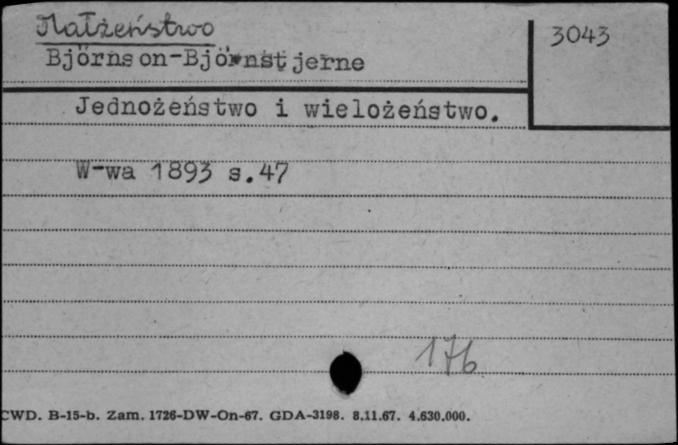 Małżeństwo
3043
Björnson-Björnstjerne
Jednożeństwo i wielożeństwo.
W-wa 1893 s.47
176
CWD. B-15-b. Zam. 1726-DW-On-67. GDA-3198. 8.11.67. 4.630.000.